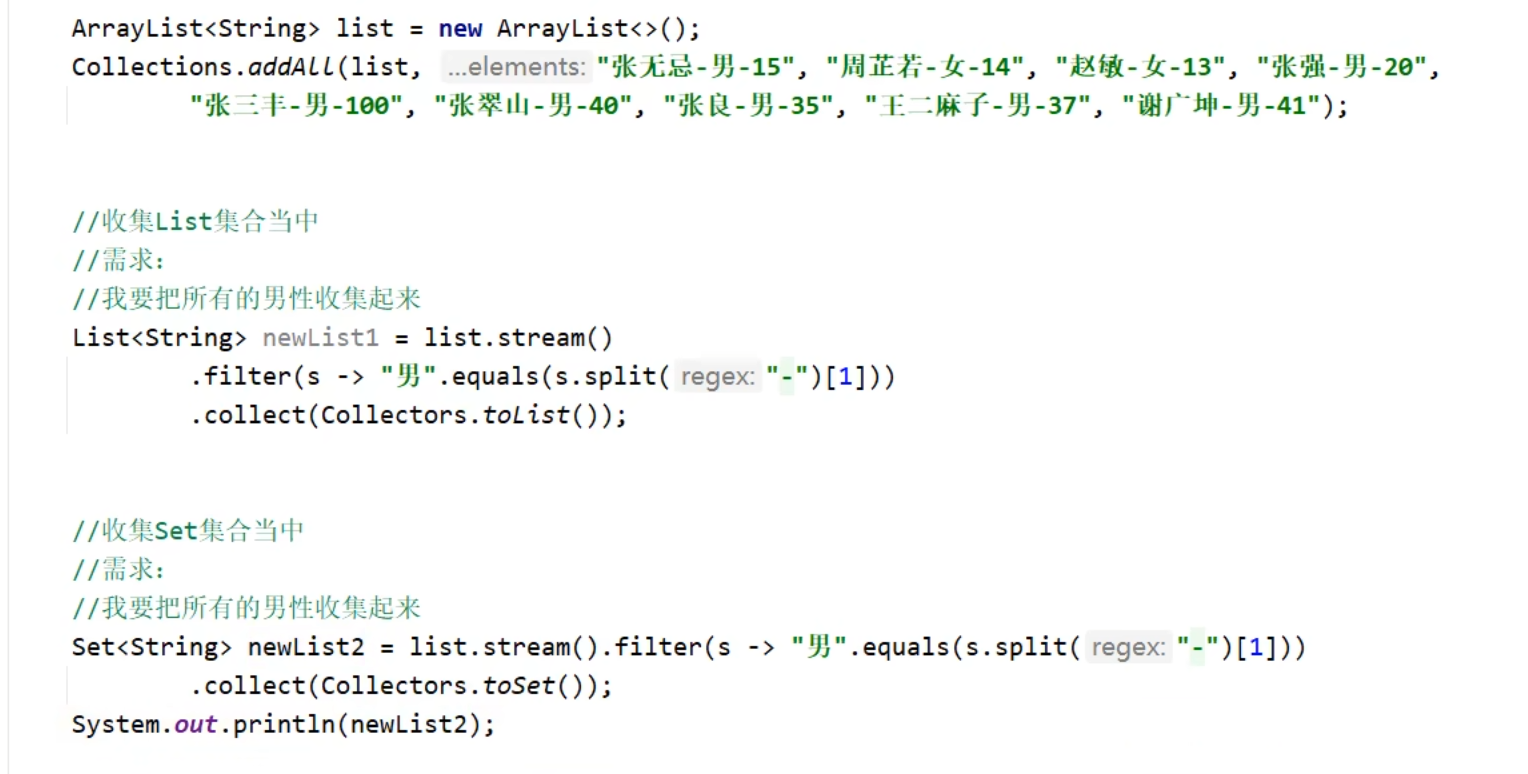 ArrayList<String> list = new ArrayList<>();
Collections.addAll(list, ...elements: "张无忌-男-15", "周芷若-女-14", "赵敏-女-13", "张强-男-20",
"张三丰-男-100", "张翠山-男-40", "张良-男-35", "王二麻子-男-37", "谢广坤-男-41");
//收集List集合当中
//需求：
//我要把所有的男性收集起来
List<String> newList1 = list.stream()
.filter(s -> "男".equals(s.split( regex: "-")[1]))
.collect(Collectors.toList());
//收集Set集合当中
//需求：
//我要把所有的男性收集起来
Set<String> newList2 = list.stream().filter(s -> "男".equals(s.split( regex: "-")[1]))
.collect(Collectors.toSet());
System.out.println(newList2);